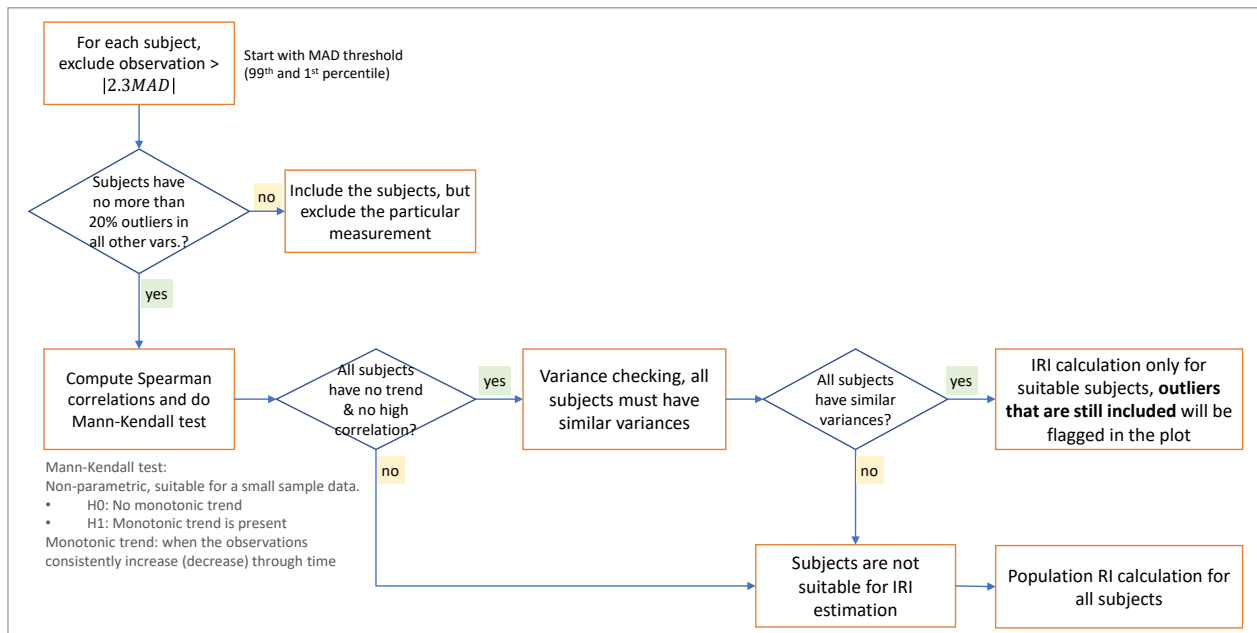 For each subject,
exclude observation >
|2.3MAD|
Start with MAD threshold
(99th and 1st percentile)
Subjects have
no more than
20% outliers in
all other vars.?
no
Include the subjects, but
exclude the particular
measurement
yes
Compute Spearman
correlations and do
Mann-Kendall test
All subjects
have no trend
& no high
correlation?
yes
Variance checking, all
subjects must have
similar variances
All subjects
have similar
variances?
yes
IRI calculation only for
suitable subjects, outliers
that are still included will be
flagged in the plot
Mann-Kendall test:
Non-parametric, suitable for a small sample data.
• H0: No monotonic trend
• H1: Monotonic trend is present
Monotonic trend: when the observations
consistently increase (decrease) through time
no
no
Subjects are not
suitable for IRI
estimation
Population RI calculation for
all subjects